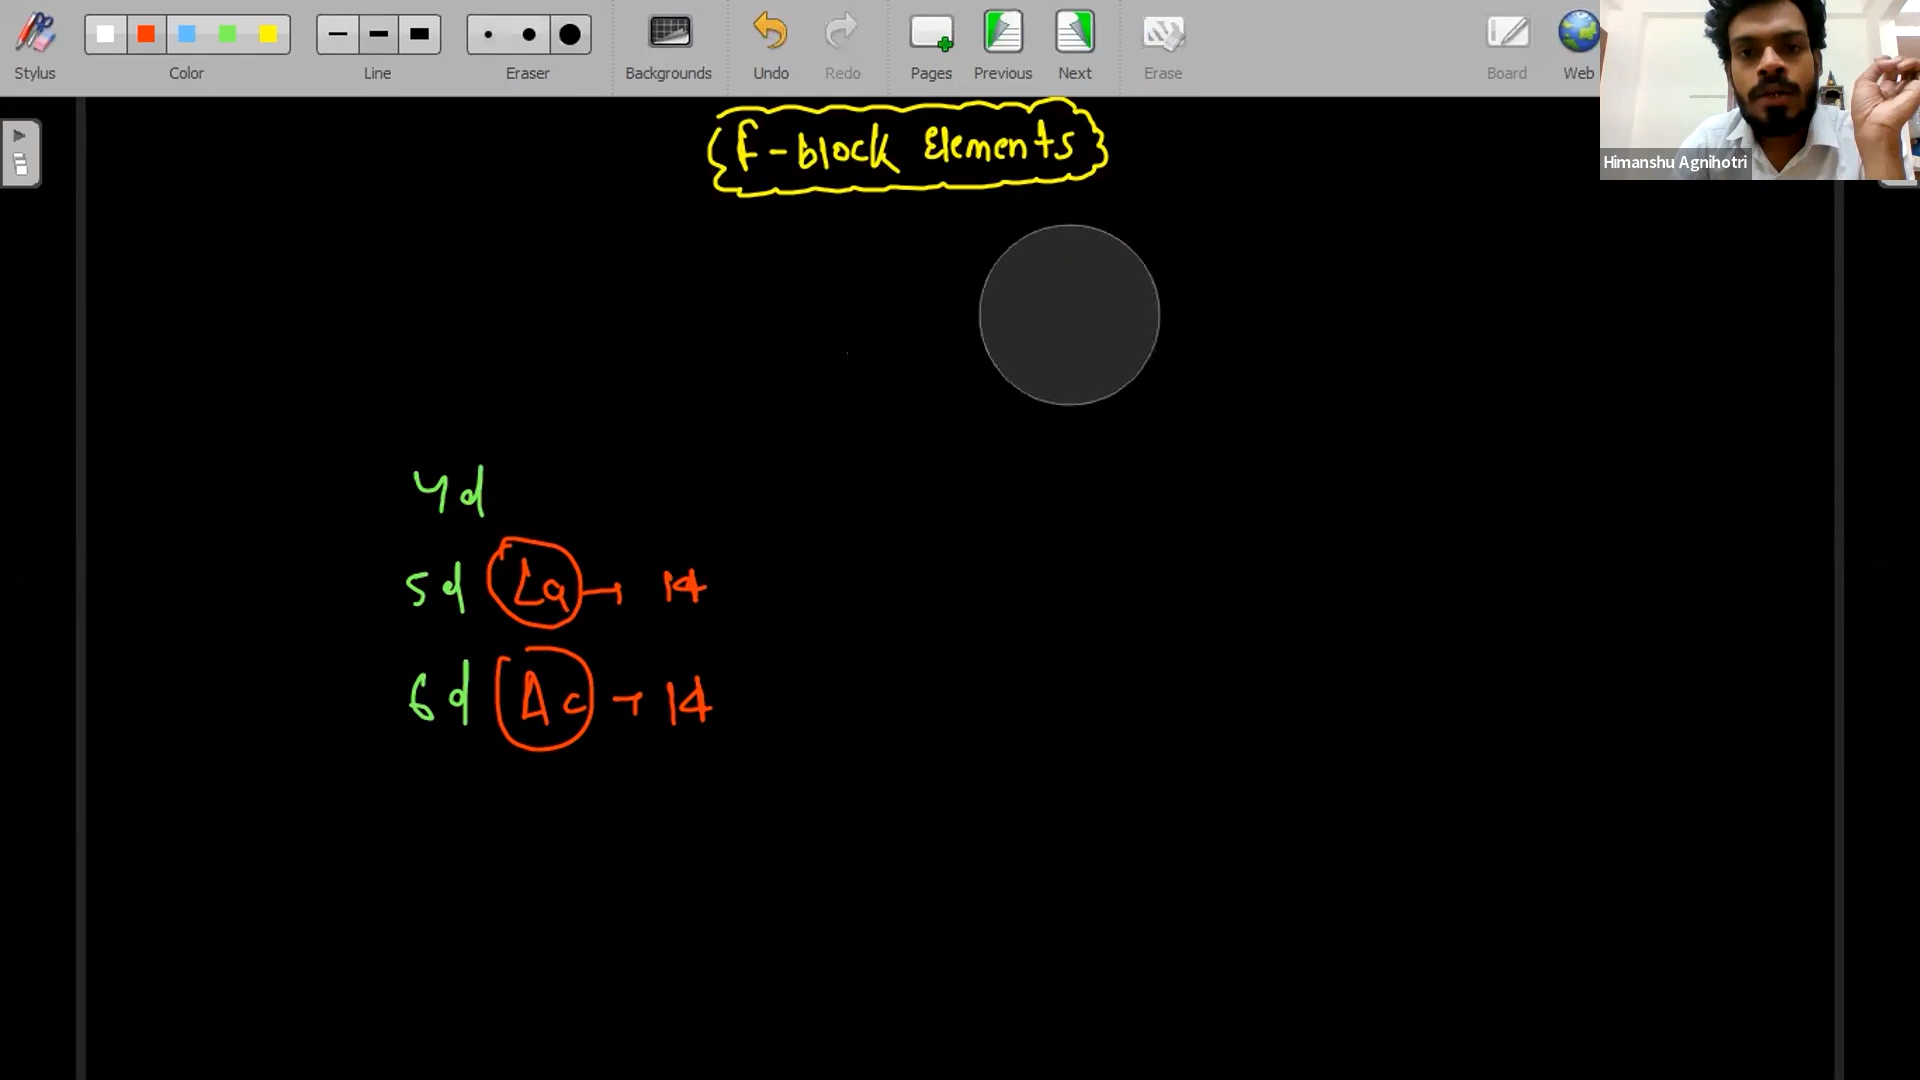 Stylus
Color
Line
Eraser
Backgrounds
Undo
Redo
Pages
Previous
Next
Erase
Board
Web
Himanshu Agnihotri
F-block Elements
4d
5d La → 14
6d Ac → 14